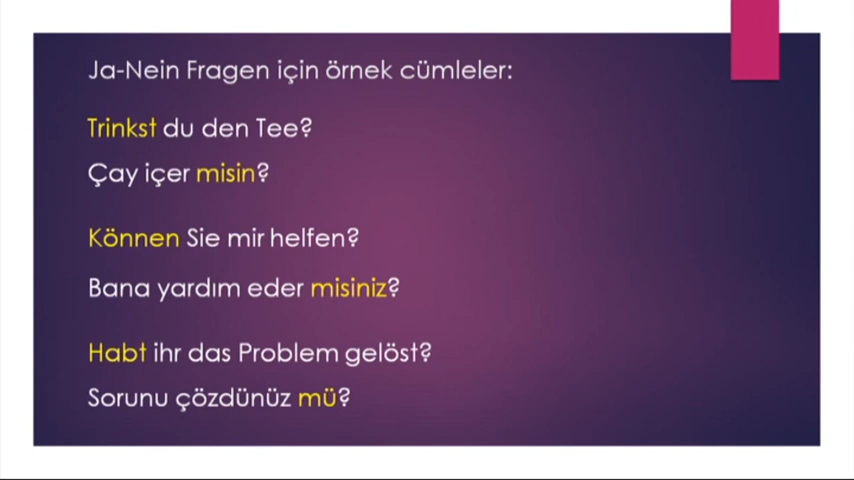 Ja-Nein Fragen için örnek cümleler:
Trinkst du den Tee?
Çay içer misin?
Können Sie mir helfen?
Bana yardım eder misiniz?
Habt ihr das Problem gelöst?
Sorunu çözdünüz mü?